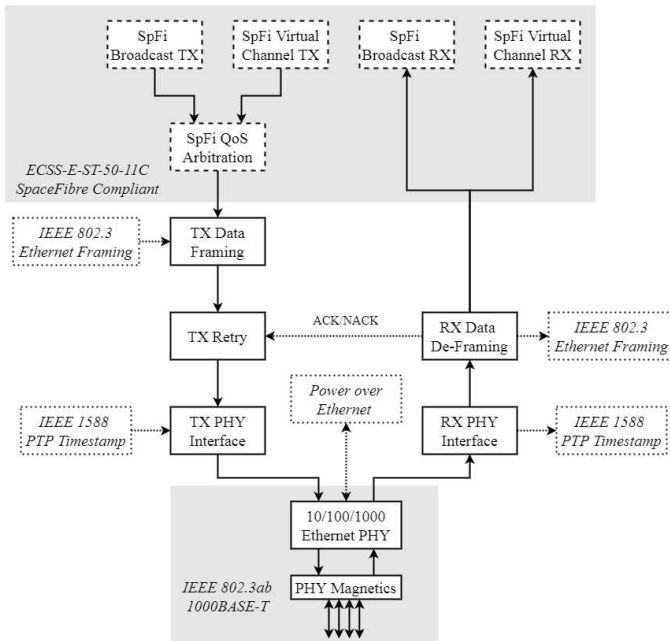 SpFi
Broadcast TX
SpFi Virtual
Channel TX
SpFi
Broadcast RX
SpFi Virtual
Channel RX
SpFi QoS
Arbitration
ECSS-E-ST-50-11C
SpaceFibre Compliant
IEEE 802.3
Ethernet Framing
TX Data
Framing
TX Retry
ACK/NACK
RX Data
De-Framing
IEEE 802.3
Ethernet Framing
Power over
Ethernet
IEEE 1588
PTP Timestamp
TX PHY
Interface
RX PHY
Interface
IEEE 1588
PTP Timestamp
10/100/1000
Ethernet PHY
IEEE 802.3ab
1000BASE-T
PHY Magnetics